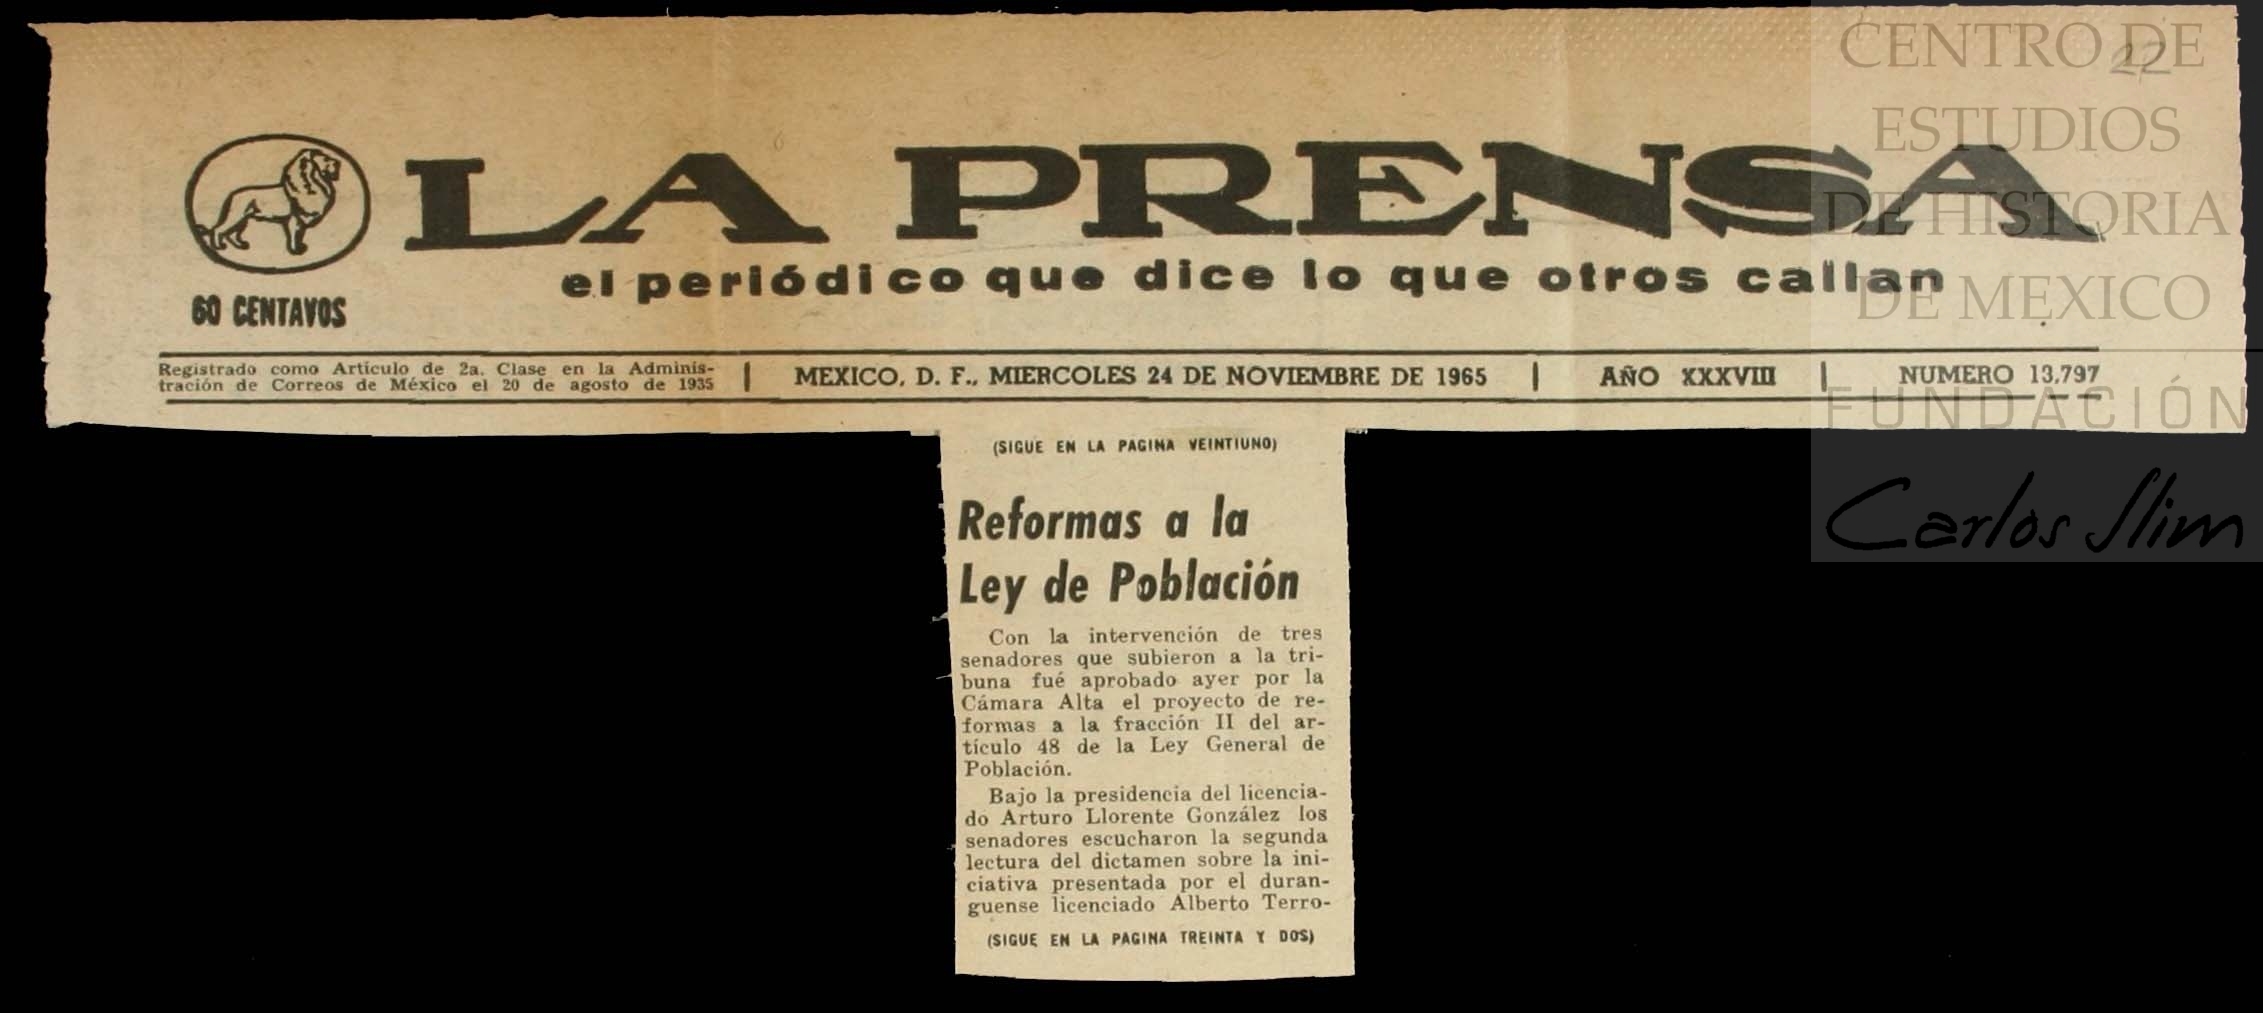 CENTRO DE
ESTUDIOS
DE HISTORIA
DE MEXICO
FUNDACIÓN
Carlos Slim
22
LA PRENSA
el periódico que dice lo que otros callan
60 CENTAVOS
Registrado como Artículo de 2a. Clase en la Adminis-
tración de Correos de México el 20 de agosto de 1935
MEXICO, D. F., MIERCOLES 24 DE NOVIEMBRE DE 1965
AÑO XXXVIII
NUMERO 13,797
(SIGUE EN LA PAGINA VEINTIUNO)
Reformas a la
Ley de Población
Con la intervención de tres
senadores que subieron a la tri-
buna fué aprobado ayer por la
Cámara Alta el proyecto de re-
formas a la fracción II del ar-
tículo 48 de la Ley General de
Población.
Bajo la presidencia del licencia-
do Arturo Llorente González los
senadores escucharon la segunda
lectura del dictamen sobre la ini-
ciativa presentada por el duran-
guense licenciado Alberto Terro-
(SIGUE EN LA PAGINA TREINTA Y DOS)